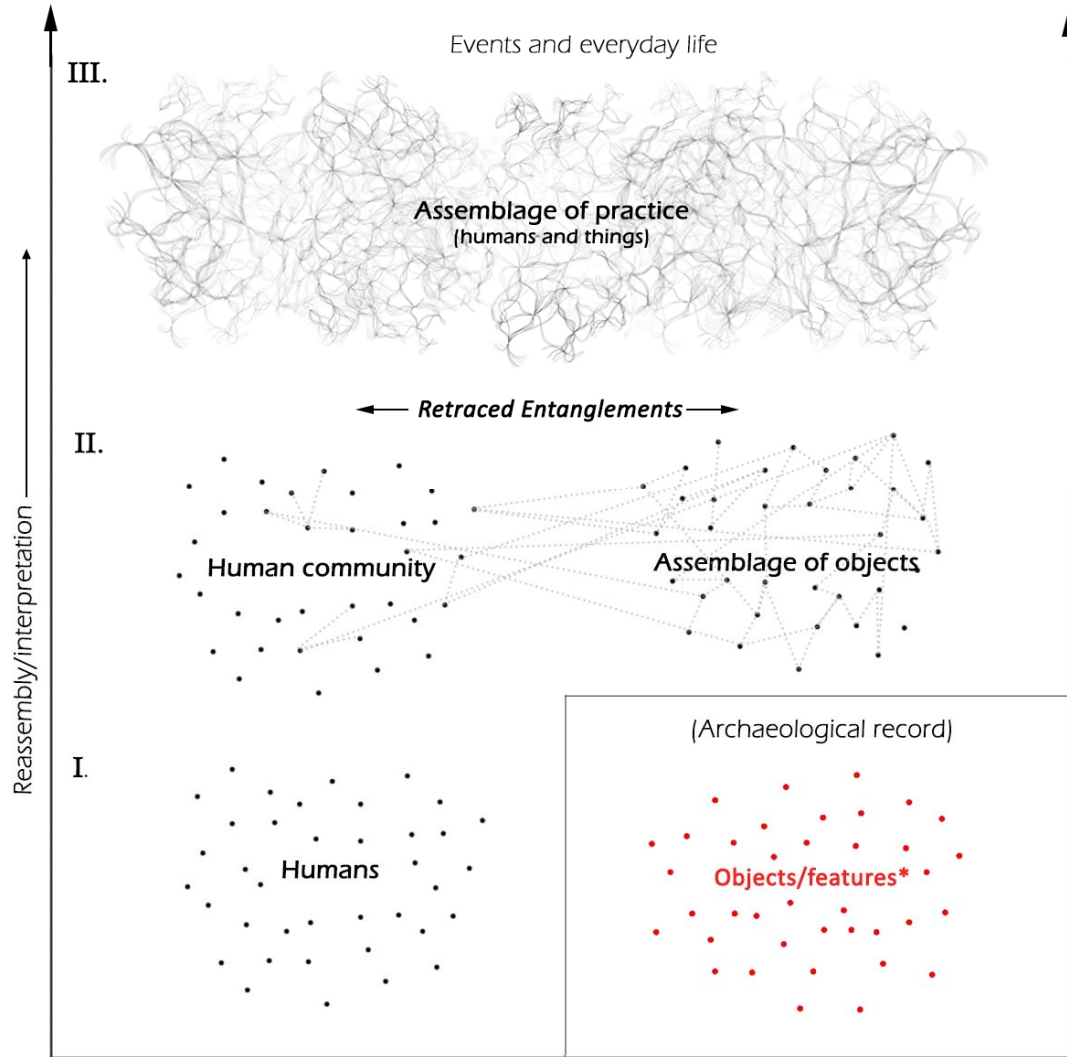 Events and everyday life
III.
Assemblage of practice
(humans and things)
Retraced Entanglements
II.
Human community
Assemblage of objects
Reassembly/interpretation
(Archaeological record)
I.
Humans
Objects/features*